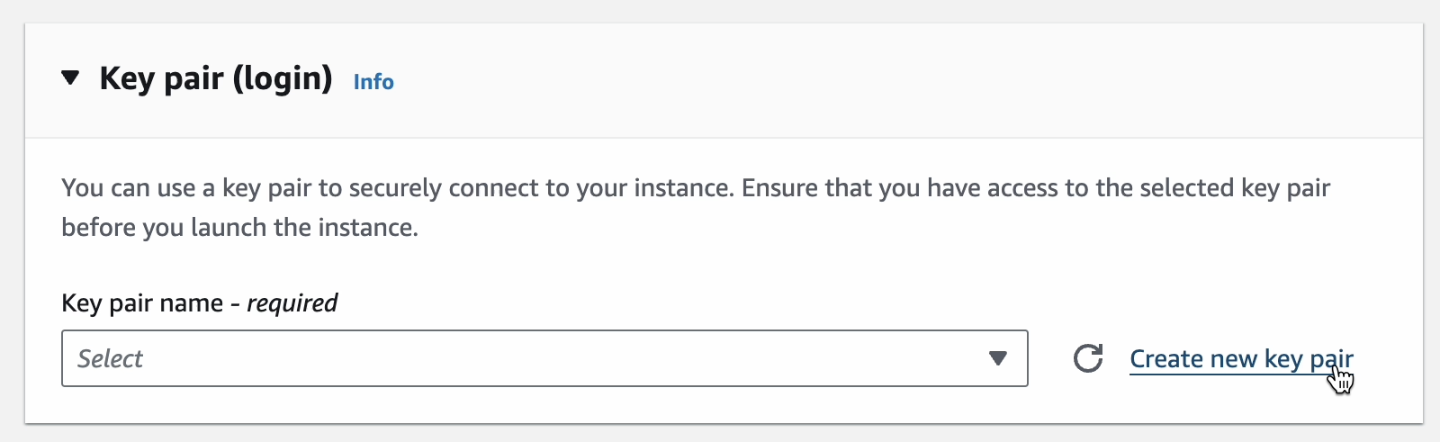 Key pair (login) Info
You can use a key pair to securely connect to your instance. Ensure that you have access to the selected key pair
before you launch the instance.
Key pair name - required
Select
Create new key pair